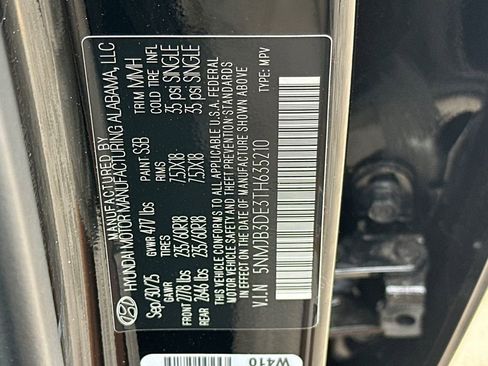 MANUFACTURED BY
HYUNDAI MOTOR MANUFACTURING ALABAMA, LLC
Sep/30/25 GVWR 4717 lbs PAINT S3B TRIM MMH
GAWR RIMS COLD TIRE INFL
FRONT 2778 lbs 235/60R18 7.5JX18 35 psi SINGLE
REAR 2646 lbs 235/60R18 7.5JX18 35 psi SINGLE
THIS VEHICLE CONFORMS TO ALL APPLICABLE U.S.A. FEDERAL
MOTOR VEHICLE SAFETY, BUMPER, AND THEFT PREVENTION STANDARDS
IN EFFECT ON THE DATE OF MANUFACTURE SHOWN ABOVE.
V.I.N 5NMJB3DE3TH635210 TYPE: MPV
W410